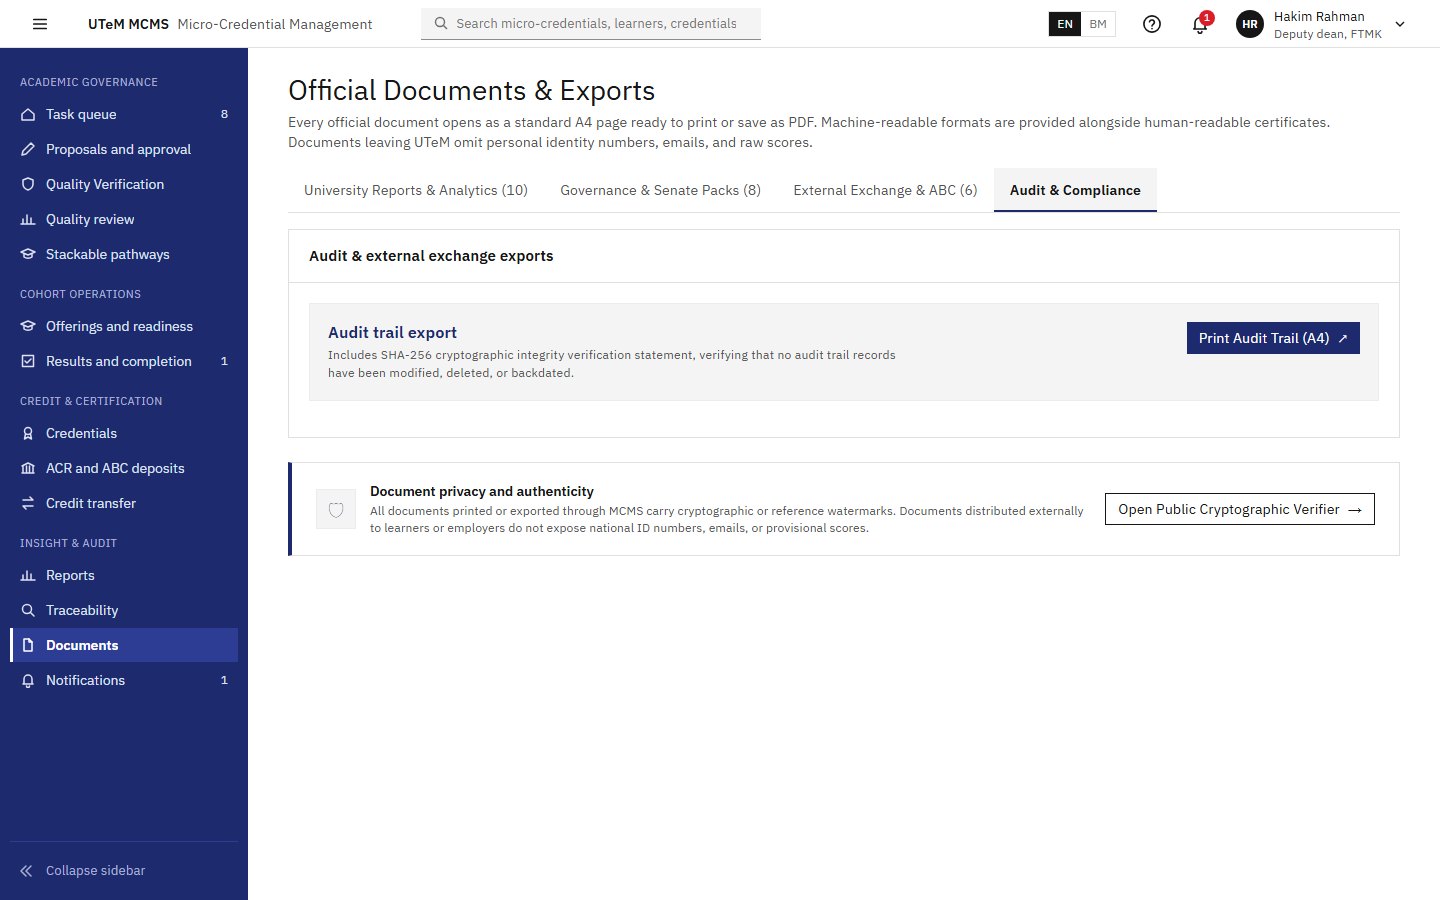 UTeM MCMS Micro-Credential Management
Search micro-credentials, learners, credentials
EN BM
1
HR
Hakim Rahman
Deputy dean, FTMK
ACADEMIC GOVERNANCE
Task queue 8
Proposals and approval
Quality Verification
Quality review
Stackable pathways
COHORT OPERATIONS
Offerings and readiness
Results and completion 1
CREDIT & CERTIFICATION
Credentials
ACR and ABC deposits
Credit transfer
INSIGHT & AUDIT
Reports
Traceability
Documents
Notifications 1
Collapse sidebar
Official Documents & Exports
Every official document opens as a standard A4 page ready to print or save as PDF. Machine-readable formats are provided alongside human-readable certificates.
Documents leaving UTeM omit personal identity numbers, emails, and raw scores.
University Reports & Analytics (10) Governance & Senate Packs (8) External Exchange & ABC (6) Audit & Compliance
Audit & external exchange exports
Audit trail export
Includes SHA-256 cryptographic integrity verification statement, verifying that no audit trail records
have been modified, deleted, or backdated.
Print Audit Trail (A4) ↗
Document privacy and authenticity
All documents printed or exported through MCMS carry cryptographic or reference watermarks. Documents distributed externally
to learners or employers do not expose national ID numbers, emails, or provisional scores.
Open Public Cryptographic Verifier →